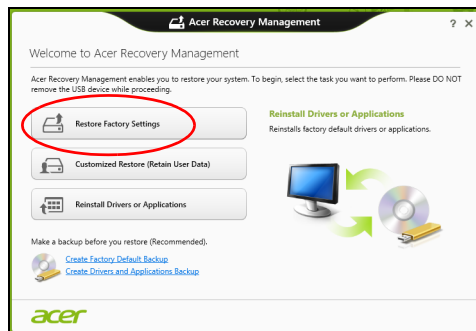 Acer Recovery Management
? X
Welcome to Acer Recovery Management
Acer Recovery Management enables you to restore your system. To begin, select the task you want to perform. Please DO NOT
remove the USB device while proceeding.
Restore Factory Settings
Customized Restore (Retain User Data)
Reinstall Drivers or Applications
Reinstall Drivers or Applications
Reinstalls factory default drivers or applications.
Make a backup before you restore (Recommended).
Create Factory Default Backup
Create Drivers and Applications Backup
acer